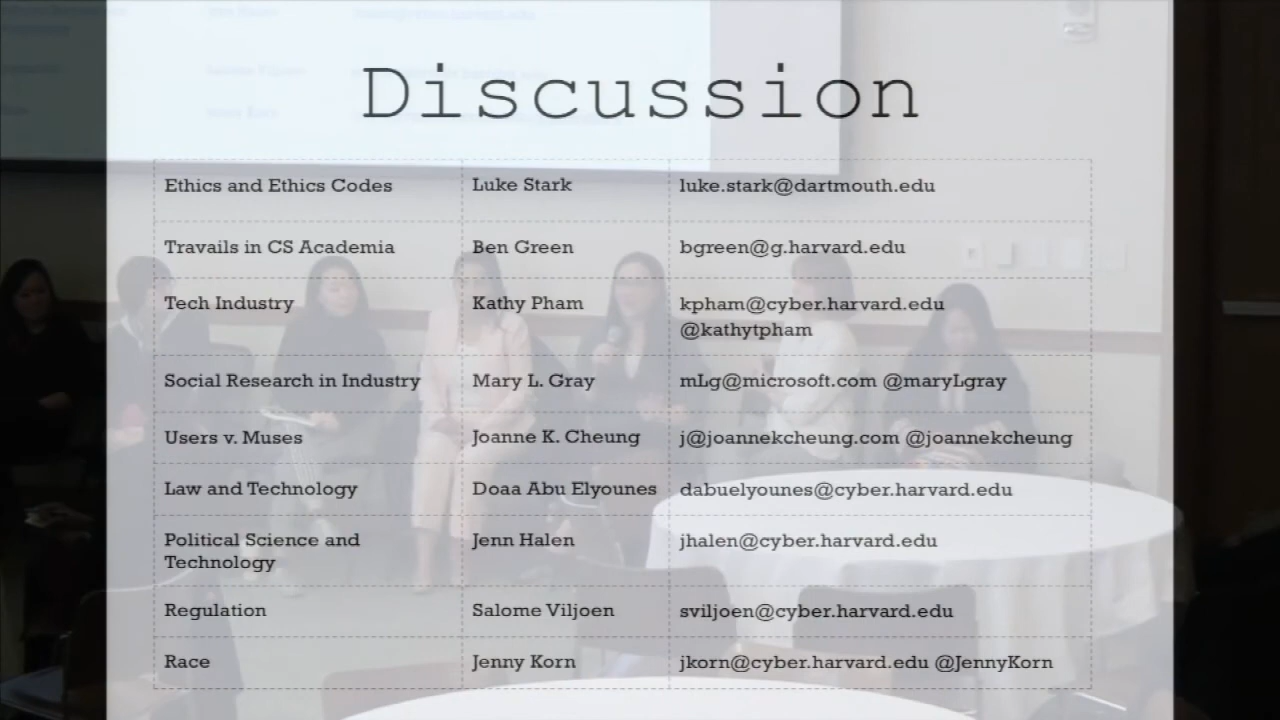 Discussion
Ethics and Ethics Codes Luke Stark luke.stark@dartmouth.edu
Travails in CS Academia Ben Green bgreen@g.harvard.edu
Tech Industry Kathy Pham kpham@cyber.harvard.edu
@kathytpham
Social Research in Industry Mary L. Gray mLg@microsoft.com @maryLgray
Users v. Muses Joanne K. Cheung j@joannekcheung.com @joannekcheung
Law and Technology Doaa Abu Elyounes dabuelyounes@cyber.harvard.edu
Political Science and Jenn Halen jhalen@cyber.harvard.edu
Technology
Regulation Salome Viljoen sviljoen@cyber.harvard.edu
Race Jenny Korn jkorn@cyber.harvard.edu @JennyKorn